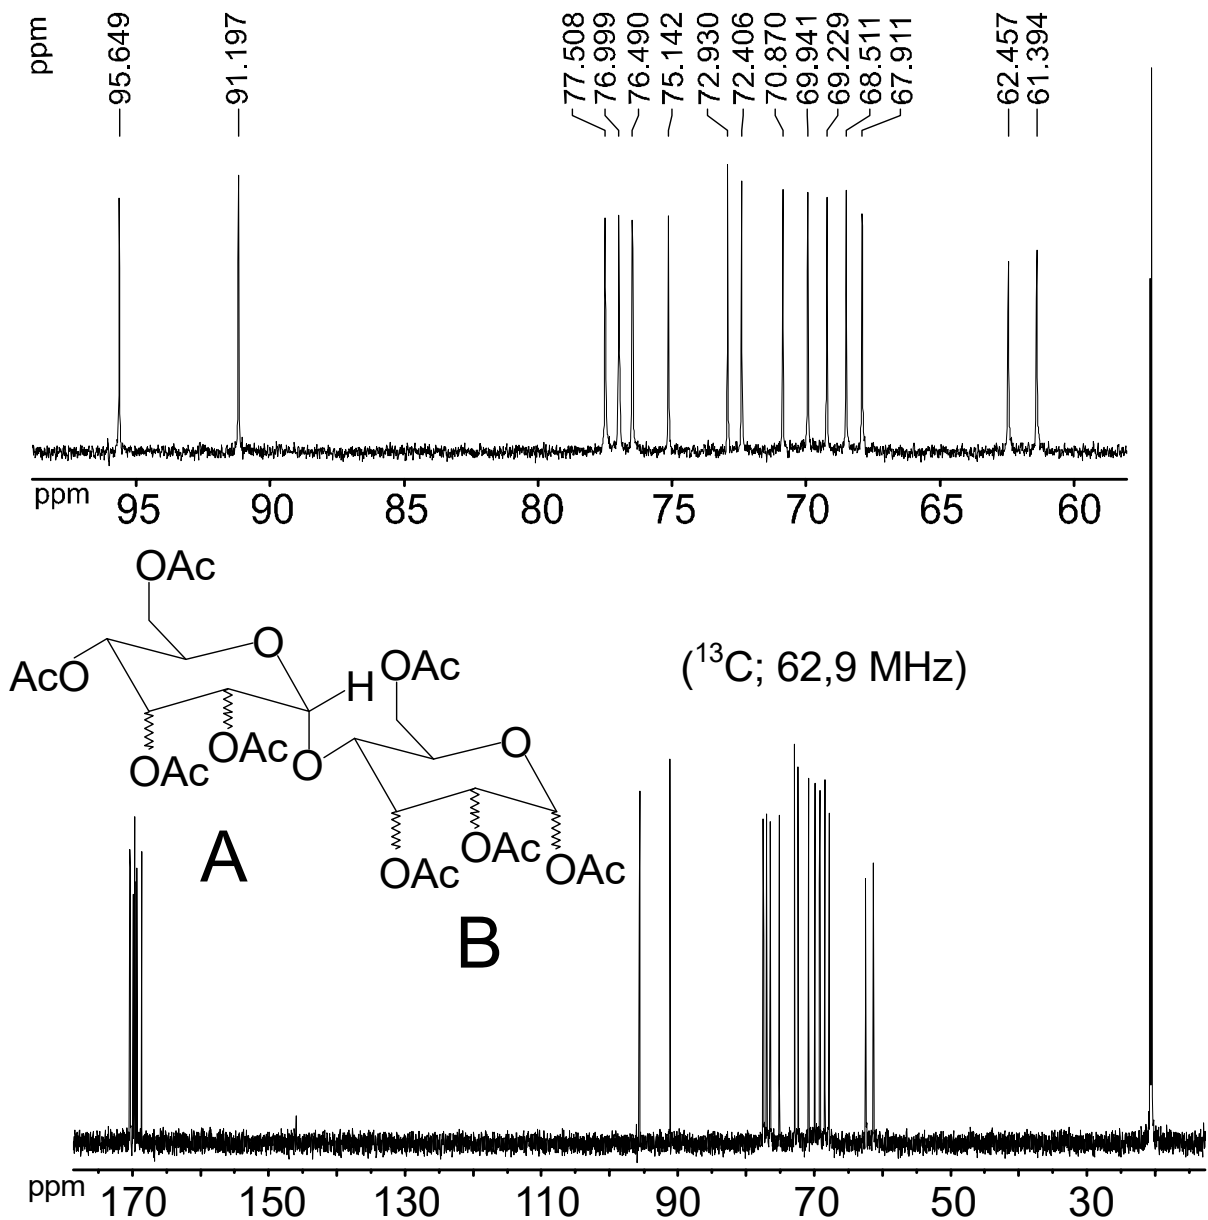 ppm
95.649
91.197
77.508
76.999
76.490
75.142
72.930
72.406
70.870
69.941
69.229
68.511
67.911
62.457
61.394
ppm 95 90 85 80 75 70 65 60
OAc
O
AcO
H
OAc
(¹³C; 62,9 MHz)
OAc
O
OAc
O
A
OAc
OAc
OAc
B
ppm 170 150 130 110 90 70 50 30